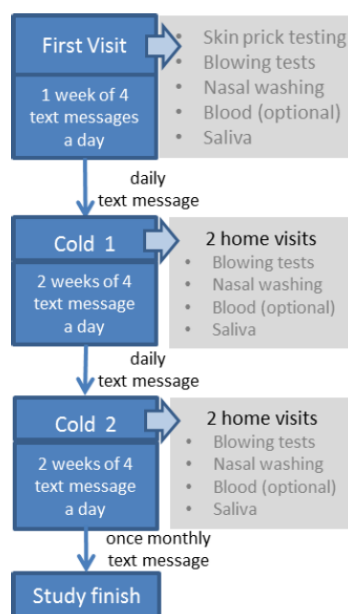 First Visit
• Skin prick testing
• Blowing tests
• Nasal washing
• Blood (optional)
• Saliva
1 week of 4
text messages
a day
daily
text message
Cold 1
2 home visits
• Blowing tests
• Nasal washing
• Blood (optional)
• Saliva
2 weeks of 4
text message
a day
daily
text message
Cold 2
2 home visits
• Blowing tests
• Nasal washing
• Blood (optional)
• Saliva
2 weeks of 4
text message
a day
once monthly
text message
Study finish